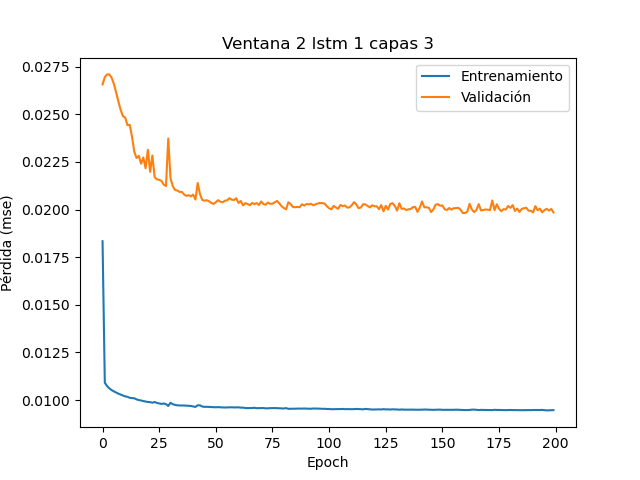 Ventana 2 lstm 1 capas 3
Entrenamiento
Validación
0.0275
0.0250
0.0225
0.0200
0.0175
0.0150
0.0125
0.0100
Pérdida (mse)
0 25 50 75 100 125 150 175 200
Epoch